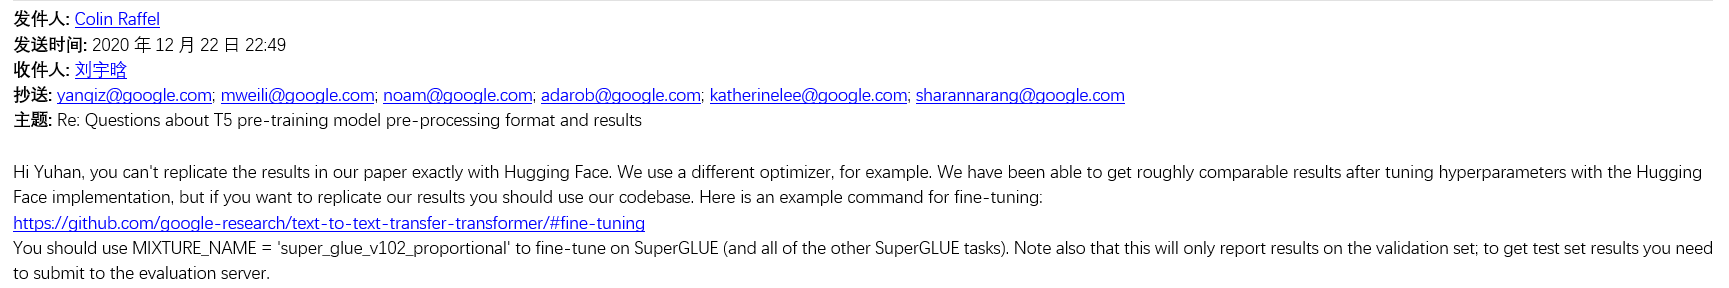 发件人: Colin Raffel
发送时间: 2020 年 12 月 22 日 22:49
收件人: 刘宇晗
抄送: yanqiz@google.com; mweili@google.com; noam@google.com; adarob@google.com; katherinelee@google.com; sharannarang@google.com
主题: Re: Questions about T5 pre-training model pre-processing format and results
Hi Yuhan, you can't replicate the results in our paper exactly with Hugging Face. We use a different optimizer, for example. We have been able to get roughly comparable results after tuning hyperparameters with the Hugging
Face implementation, but if you want to replicate our results you should use our codebase. Here is an example command for fine-tuning:
https://github.com/google-research/text-to-text-transfer-transformer/#fine-tuning
You should use MIXTURE_NAME = 'super_glue_v102_proportional' to fine-tune on SuperGLUE (and all of the other SuperGLUE tasks). Note also that this will only report results on the validation set; to get test set results you need
to submit to the evaluation server.